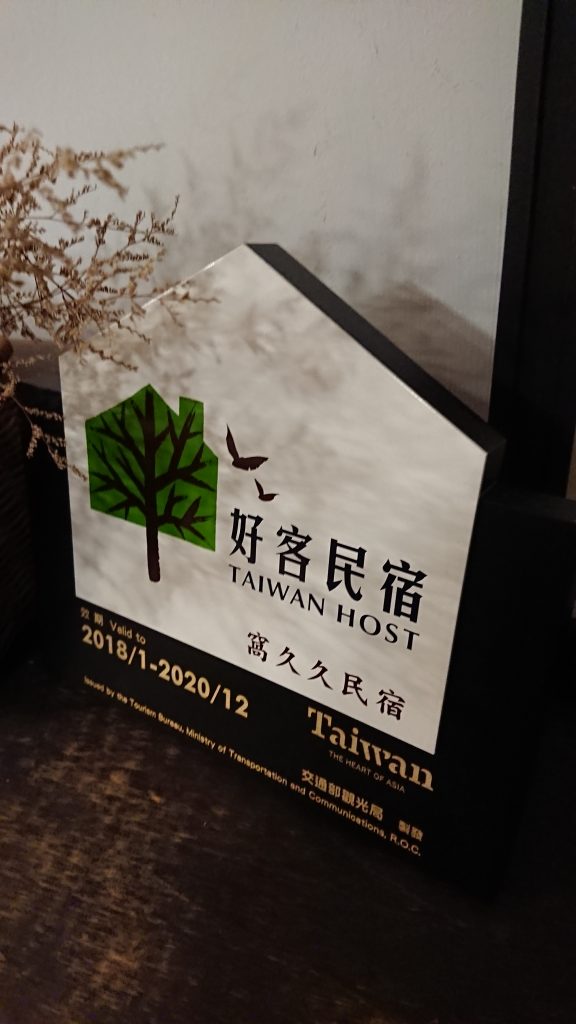 好客民宿
TAIWAN HOST
窩久久民宿
效期 Valid to
2018/1-2020/12
Taiwan
THE HEART OF ASIA
交通部觀光局 製發
Issued by the Tourism Bureau, Ministry of Transportation and Communications, R.O.C.